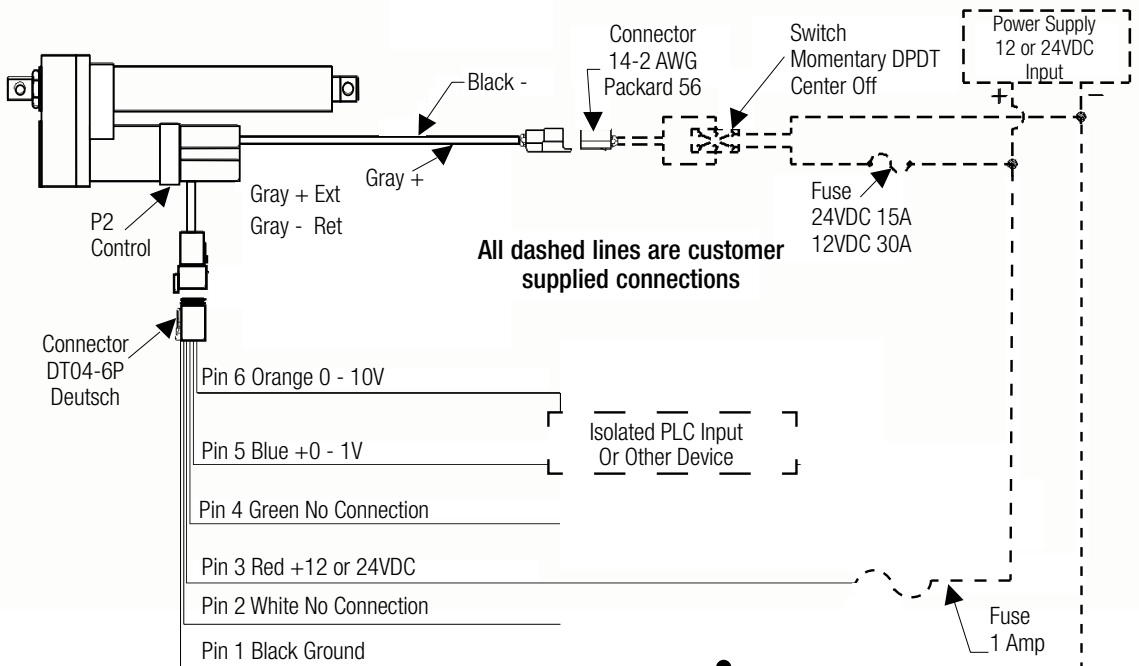 Power Supply
12 or 24VDC
Input
+
–
Connector
14-2 AWG
Packard 56
Switch
Momentary DPDT
Center Off
Black -
Gray +
Gray + Ext
Gray - Ret
P2
Control
Fuse
24VDC 15A
12VDC 30A
All dashed lines are customer
supplied connections
Connector
DT04-6P
Deutsch
Pin 6 Orange 0 - 10V
Isolated PLC Input
Or Other Device
Pin 5 Blue +0 - 1V
Pin 4 Green No Connection
Pin 3 Red +12 or 24VDC
Pin 2 White No Connection
Fuse
1 Amp
Pin 1 Black Ground